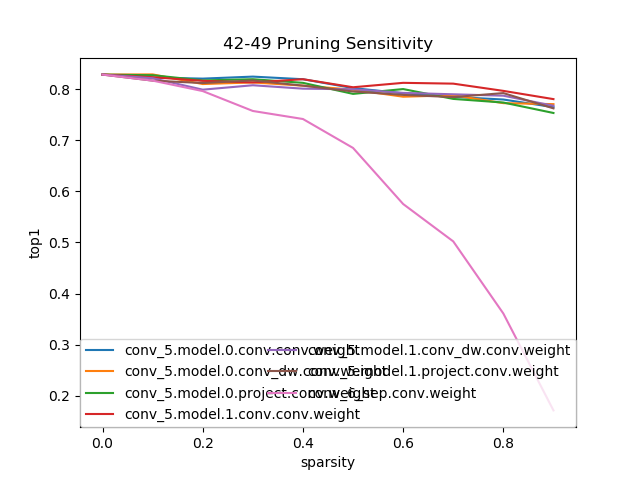 42-49 Pruning Sensitivity
top1
0.8
0.7
0.6
0.5
0.4
0.3
0.2
conv_5.model.0.conv.conv.weight
conv_5.model.0.conv_dw.conv.weight
conv_5.model.0.project.conv.weight
conv_5.model.1.conv.conv.weight
conv_5.model.1.conv_dw.conv.weight
conv_5.model.1.project.conv.weight
conv_6_sep.conv.weight
0.0 0.2 0.4 0.6 0.8
sparsity